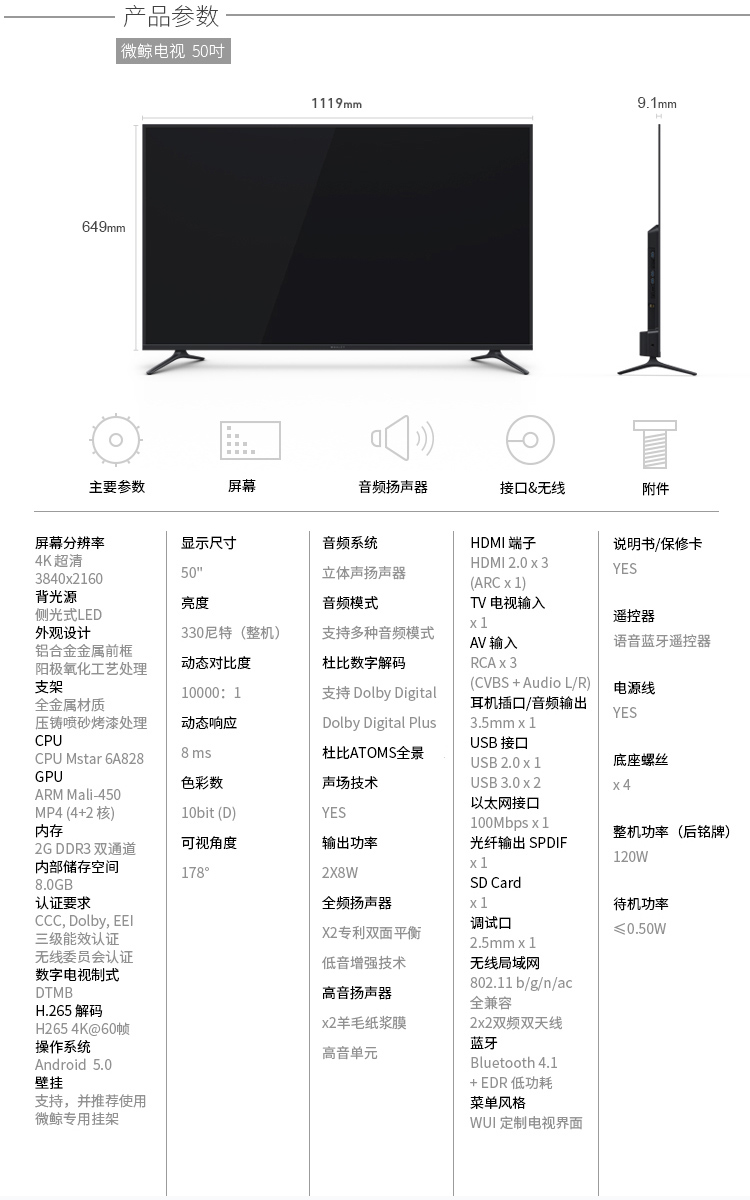 产品参数
微鲸电视 50吋
1119mm
9.1mm
649mm
主要参数
屏幕
音频扬声器
接口&无线
附件
屏幕分辨率
4K 超清
3840x2160
背光源
侧光式LED
外观设计
铝合金金属前框
阳极氧化工艺处理
支架
全金属材质
压铸喷砂烤漆处理
CPU
CPU Mstar 6A828
GPU
ARM Mali-450
MP4 (4+2 核)
内存
2G DDR3 双通道
内部储存空间
8.0GB
认证要求
CCC, Dolby, EEI
三级能效认证
无线委员会认证
数字电视制式
DTMB
H.265 解码
H265 4K@60帧
操作系统
Android 5.0
壁挂
支持，并推荐使用
微鲸专用挂架
显示尺寸
50"
亮度
330尼特（整机）
动态对比度
10000：1
动态响应
8 ms
色彩数
10bit (D)
可视角度
178°
音频系统
立体声扬声器
音频模式
支持多种音频模式
杜比数字解码
支持 Dolby Digital
Dolby Digital Plus
杜比ATOMS全景
声场技术
YES
输出功率
2X8W
全频扬声器
X2专利双面平衡
低音增强技术
高音扬声器
x2羊毛纸浆膜
高音单元
HDMI 端子
HDMI 2.0 x 3
(ARC x 1)
TV 电视输入
x 1
AV 输入
RCA x 3
(CVBS + Audio L/R)
耳机插口/音频输出
3.5mm x 1
USB 接口
USB 2.0 x 1
USB 3.0 x 2
以太网接口
100Mbps x 1
光纤输出 SPDIF
x 1
SD Card
x 1
调试口
2.5mm x 1
无线局域网
802.11 b/g/n/ac
全兼容
2x2双频双天线
蓝牙
Bluetooth 4.1
+ EDR 低功耗
菜单风格
WUI 定制电视界面
说明书/保修卡
YES
遥控器
语音蓝牙遥控器
电源线
YES
底座螺丝
x 4
整机功率（后铭牌）
120W
待机功率
≤0.50W